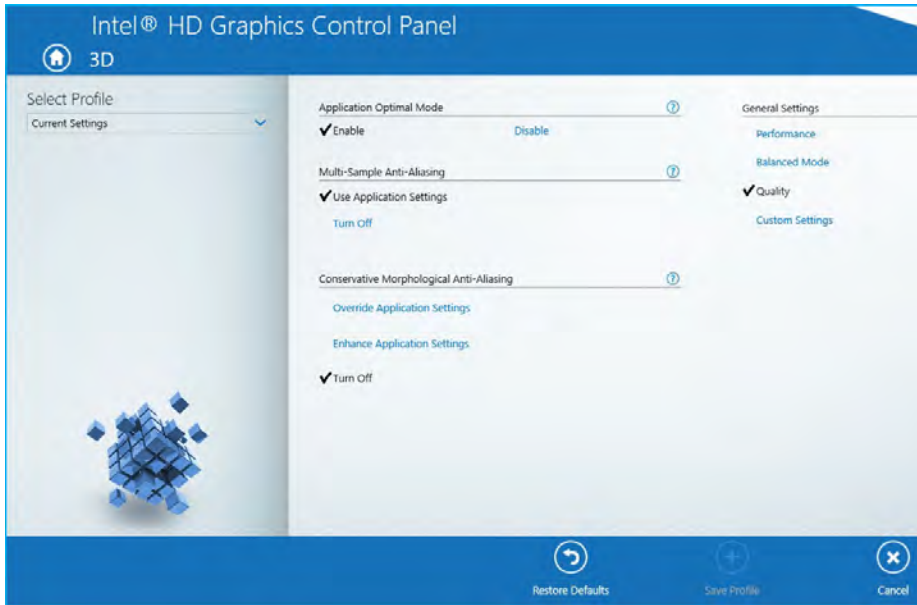 Intel® HD Graphics Control Panel
3D
Select Profile
Current Settings
Application Optimal Mode
Enable
Disable
Multi-Sample Anti-Aliasing
Use Application Settings
Turn Off
Conservative Morphological Anti-Aliasing
Override Application Settings
Enhance Application Settings
Turn Off
General Settings
Performance
Balanced Mode
Quality
Custom Settings
Restore Defaults
Save Profile
Cancel